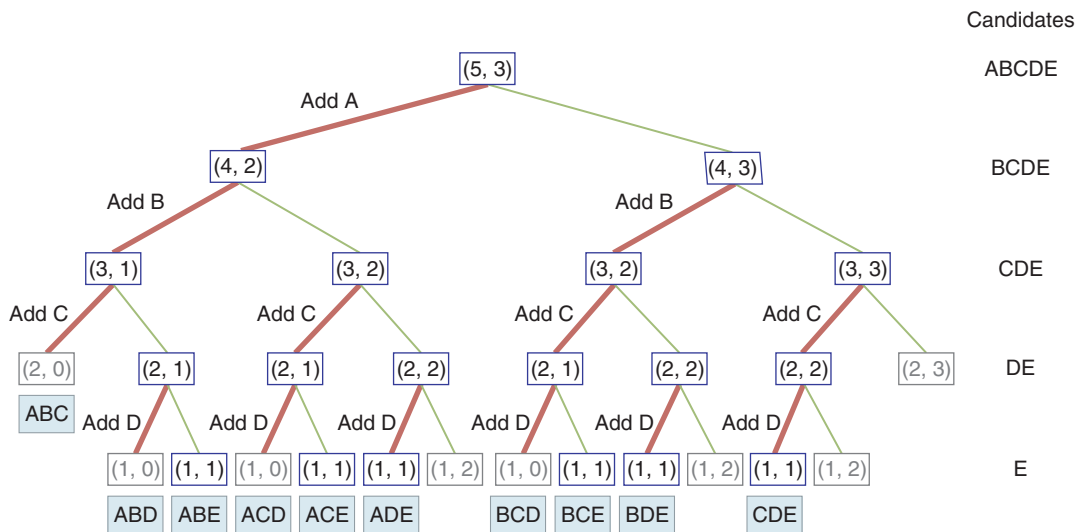 Candidates
(5, 3) ABCDE
Add A
(4, 2) (4, 3) BCDE
Add B Add B
(3, 1) (3, 2) (3, 2) (3, 3) CDE
Add C Add C Add C Add C
(2, 0) (2, 1) (2, 1) (2, 2) (2, 1) (2, 2) (2, 2) (2, 3) DE
ABC
Add D Add D Add D Add D Add D Add D
(1, 0) (1, 1) (1, 0) (1, 1) (1, 1) (1, 2) (1, 0) (1, 1) (1, 1) (1, 2) (1, 1) (1, 2) E
ABD ABE ACD ACE ADE BCD BCE BDE CDE